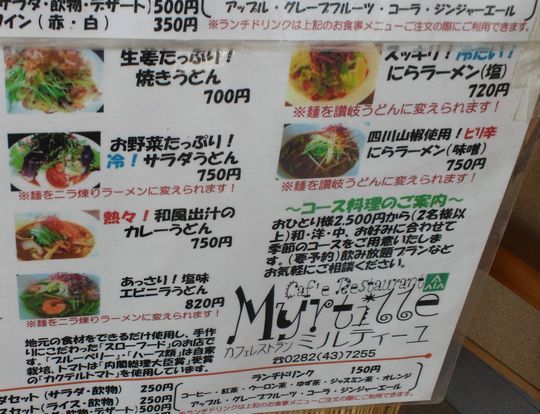 サラダ・飲物・デザート)500円
ワイン(赤・白) 350円
アップル・グレープフルーツ・コーラ・ジンジャーエール
※ランチドリンクは上記のお食事メニューご注文の際にご利用できます。
生姜たっぷり!
焼きうどん
700円
お野菜たっぷり!
冷!サラダうどん
750円
※麺をニラ煉りラーメンに変えられます!
熱々!和風出汁の
カレーうどん
750円
あっさり!塩味
エビニラうどん
820円
※麺をニラ煉りラーメンに変えられます!
スッキリ!冷たい!
にらラーメン(塩)
720円
※麺を讃岐うどんに変えられます!
四川山椒使用!ピリ辛
にらラーメン(味噌)
750円
※麺を讃岐うどんに変えられます!
～コース料理のご案内～
おひとり様2,500円から(2名様以
上)和・洋・中、お好みに合わせて
季節のコースをご用意いたしま
す。(要予約)飲み放題プランなど
お気軽にご相談ください。
Caf'e Restaurant
Myrtille
カフェレストラン ミルティーユ
☎0282(43)7255
地元の食材をできるだけ使用し、手作
りにこだわった「スローフード」のお店で
す。「ブルーベリー」・「ハーブ類」は自家
栽培、トマトは「内閣総理大臣賞」受賞
の「カクテルトマト」を使用しています。
ダセット(サラダ・飲物) 250円
スセット(ライス・飲物) 250円
ート・飲物セット) 500円
ランチドリンク 150円
コーヒー・紅茶・ウーロン茶・ゆず茶・ジャスミン茶・オレンジ
アップル・グレープフルーツ・コーラ・ジンジャーエール
※ランチドリンクは上記のお食事メニューご注文の際にご利用できます。